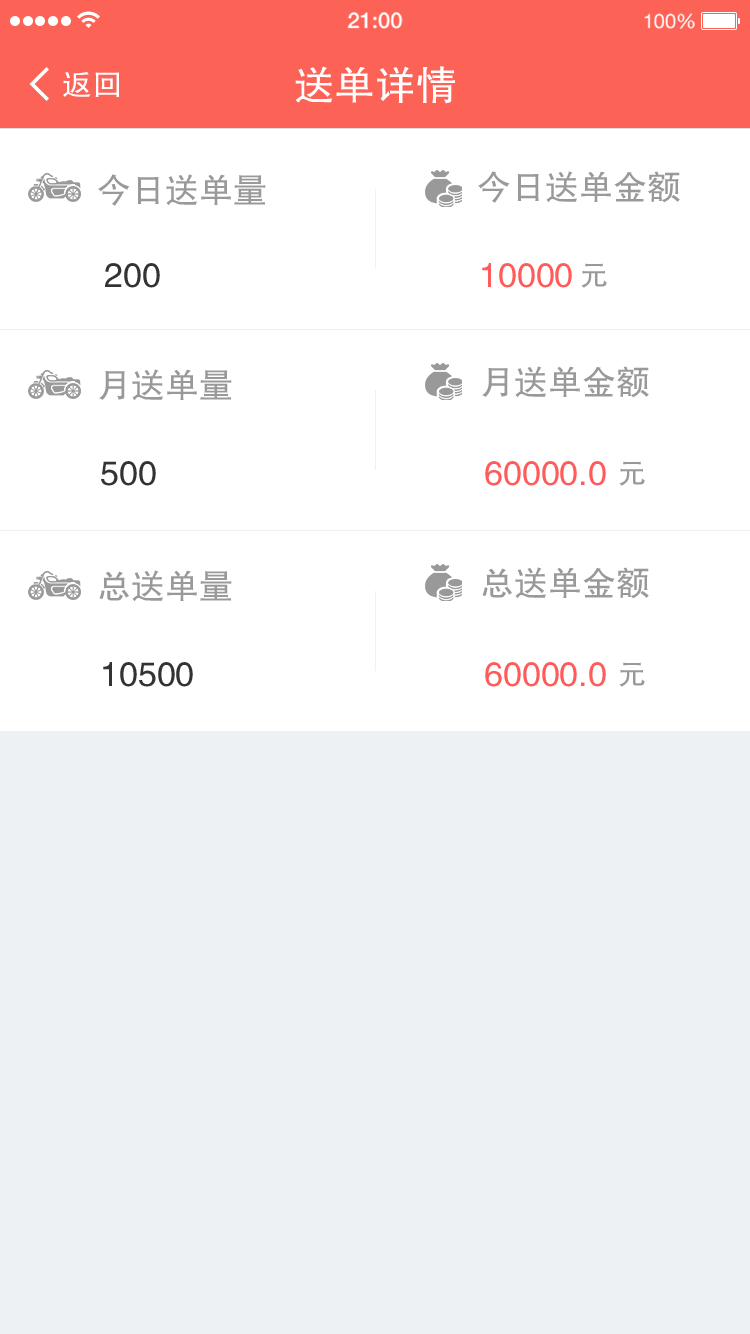 21:00 100%
返回 送单详情
今日送单量 今日送单金额
200 10000 元
月送单量 月送单金额
500 60000.0 元
总送单量 总送单金额
10500 60000.0 元